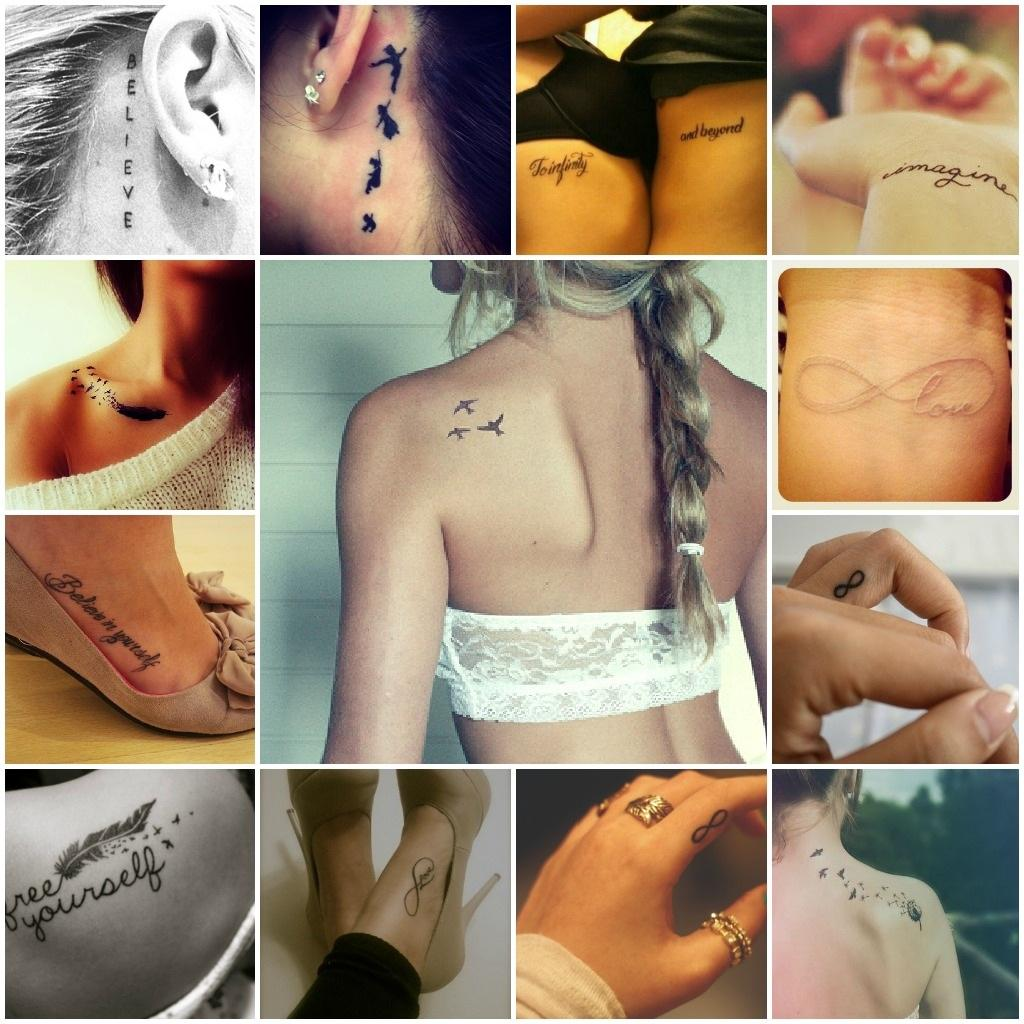 BELIEVE
To infinity
and beyond
imagine
love
Believe in yourself
free
yourself
love